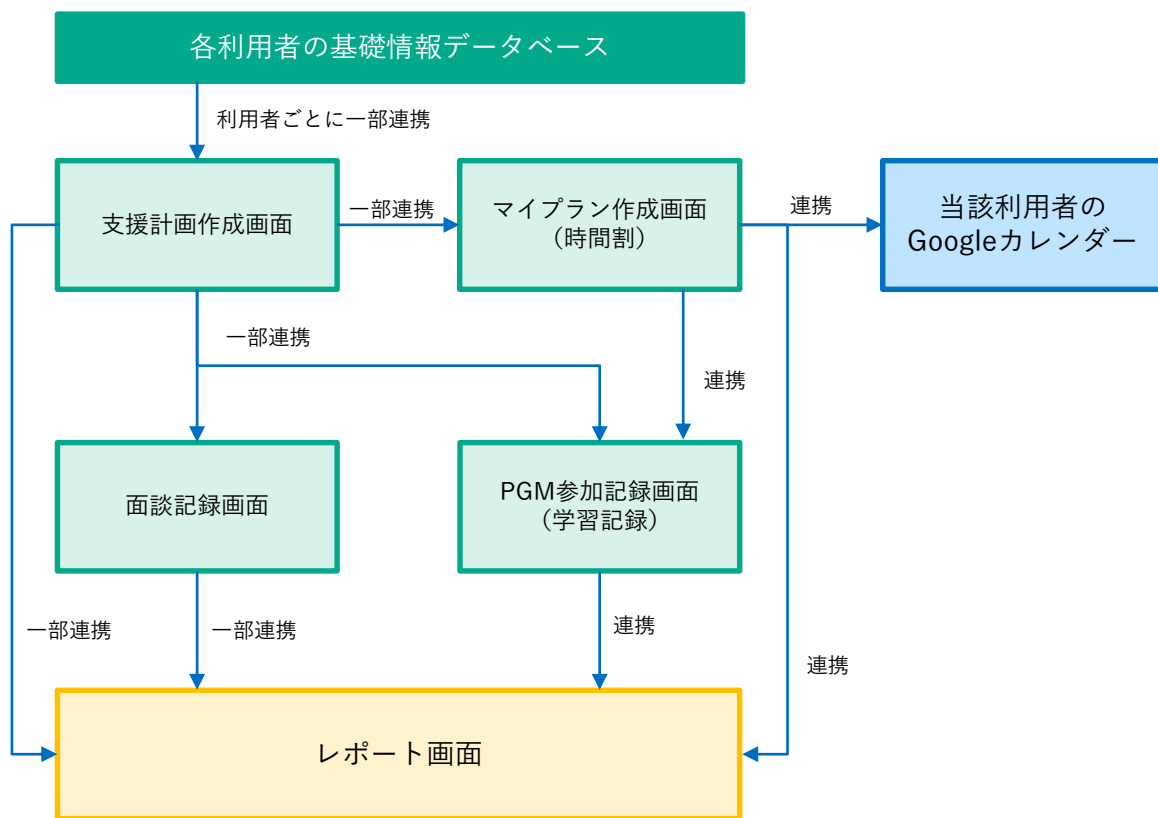 各利用者の基礎情報データベース
利用者ごとに一部連携
支援計画作成画面
一部連携
マイプラン作成画面
（時間割）
連携
当該利用者の
Googleカレンダー
一部連携
連携
面談記録画面
PGM参加記録画面
（学習記録）
一部連携
一部連携
連携
連携
レポート画面